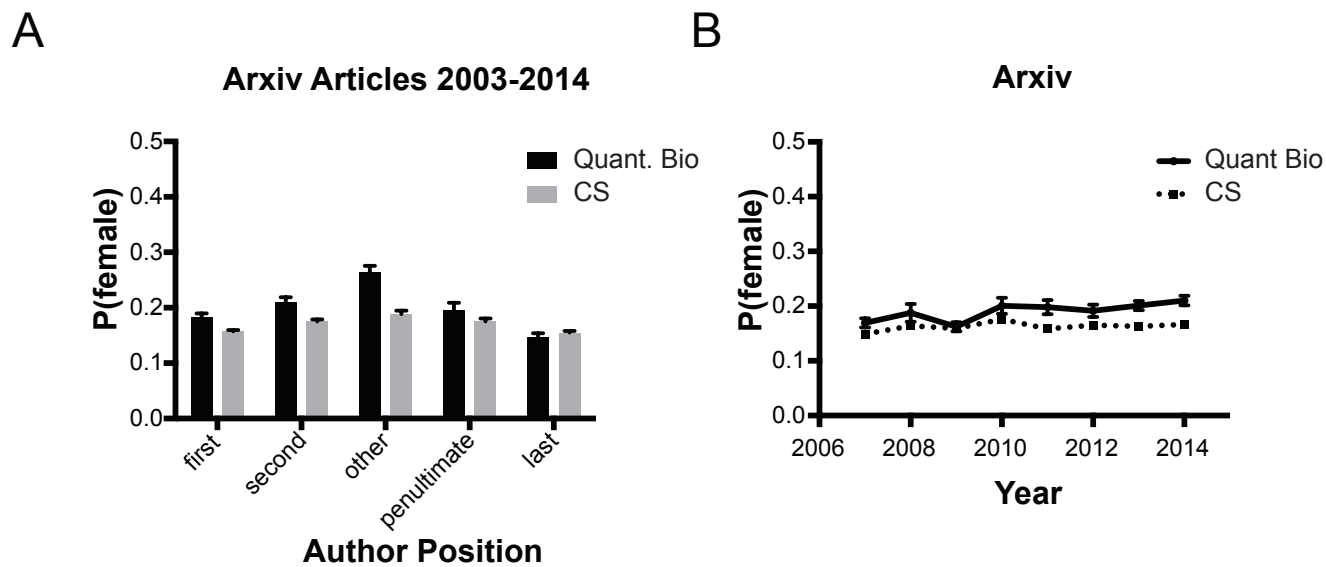 A
Arxiv Articles 2003-2014
P(female)
0.5
0.4
0.3
0.2
0.1
0.0
Quant. Bio
CS
first
second
other
penultimate
last
Author Position
B
Arxiv
P(female)
0.5
0.4
0.3
0.2
0.1
0.0
Quant Bio
CS
2006 2008 2010 2012 2014
Year